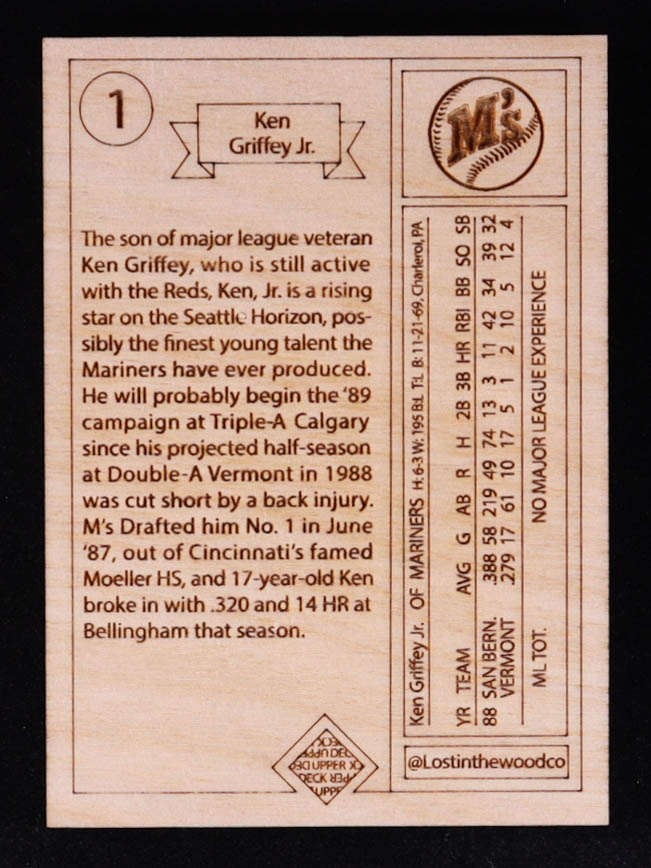 1
Ken
Griffey Jr.
M's
The son of major league veteran
Ken Griffey, who is still active
with the Reds, Ken, Jr. is a rising
star on the Seattle Horizon, pos-
sibly the finest young talent the
Mariners have ever produced.
He will probably begin the '89
campaign at Triple-A Calgary
since his projected half-season
at Double-A Vermont in 1988
was cut short by a back injury.
M's Drafted him No. 1 in June
'87, out of Cincinnati's famed
Moeller HS, and 17-year-old Ken
broke in with .320 and 14 HR at
Bellingham that season.
Ken Griffey Jr. OF MARINERS H: 6-3 W: 195 B:L T:L B: 11-21-69, Charleroi, PA
YR TEAM AVG G AB R H 2B 3B HR RBI BB SO SB
88 SAN BERN. .388 58 219 49 74 13 3 11 42 34 39 32
VERMONT .279 17 61 10 17 5 1 2 10 5 12 4
ML TOT. NO MAJOR LEAGUE EXPERIENCE
UPPER
DECK
@Lostinthewoodco